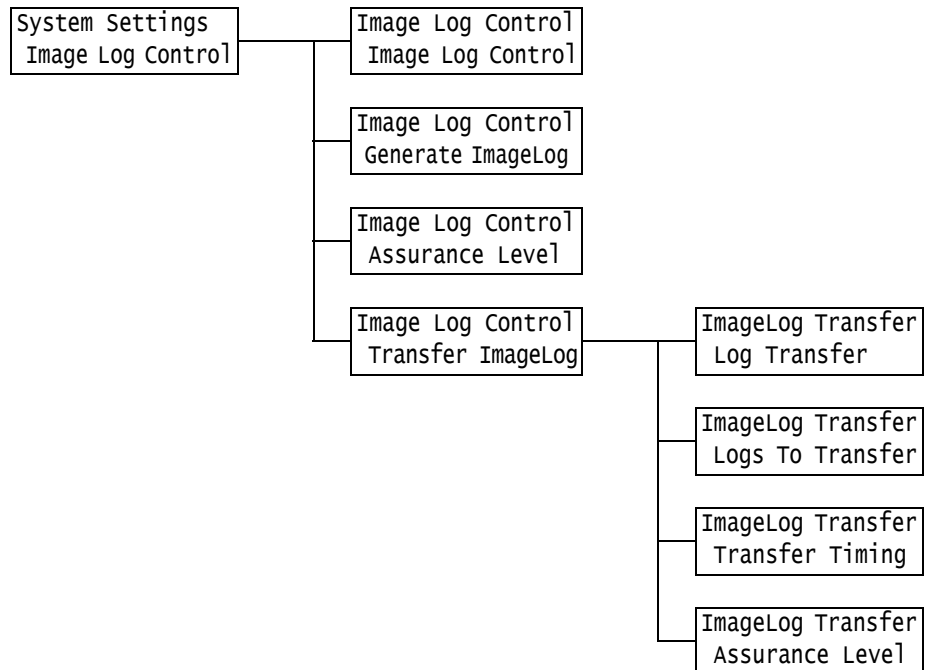 System Settings
Image Log Control
Image Log Control
Image Log Control
Image Log Control
Generate ImageLog
Image Log Control
Assurance Level
Image Log Control
Transfer ImageLog
ImageLog Transfer
Log Transfer
ImageLog Transfer
Logs To Transfer
ImageLog Transfer
Transfer Timing
ImageLog Transfer
Assurance Level